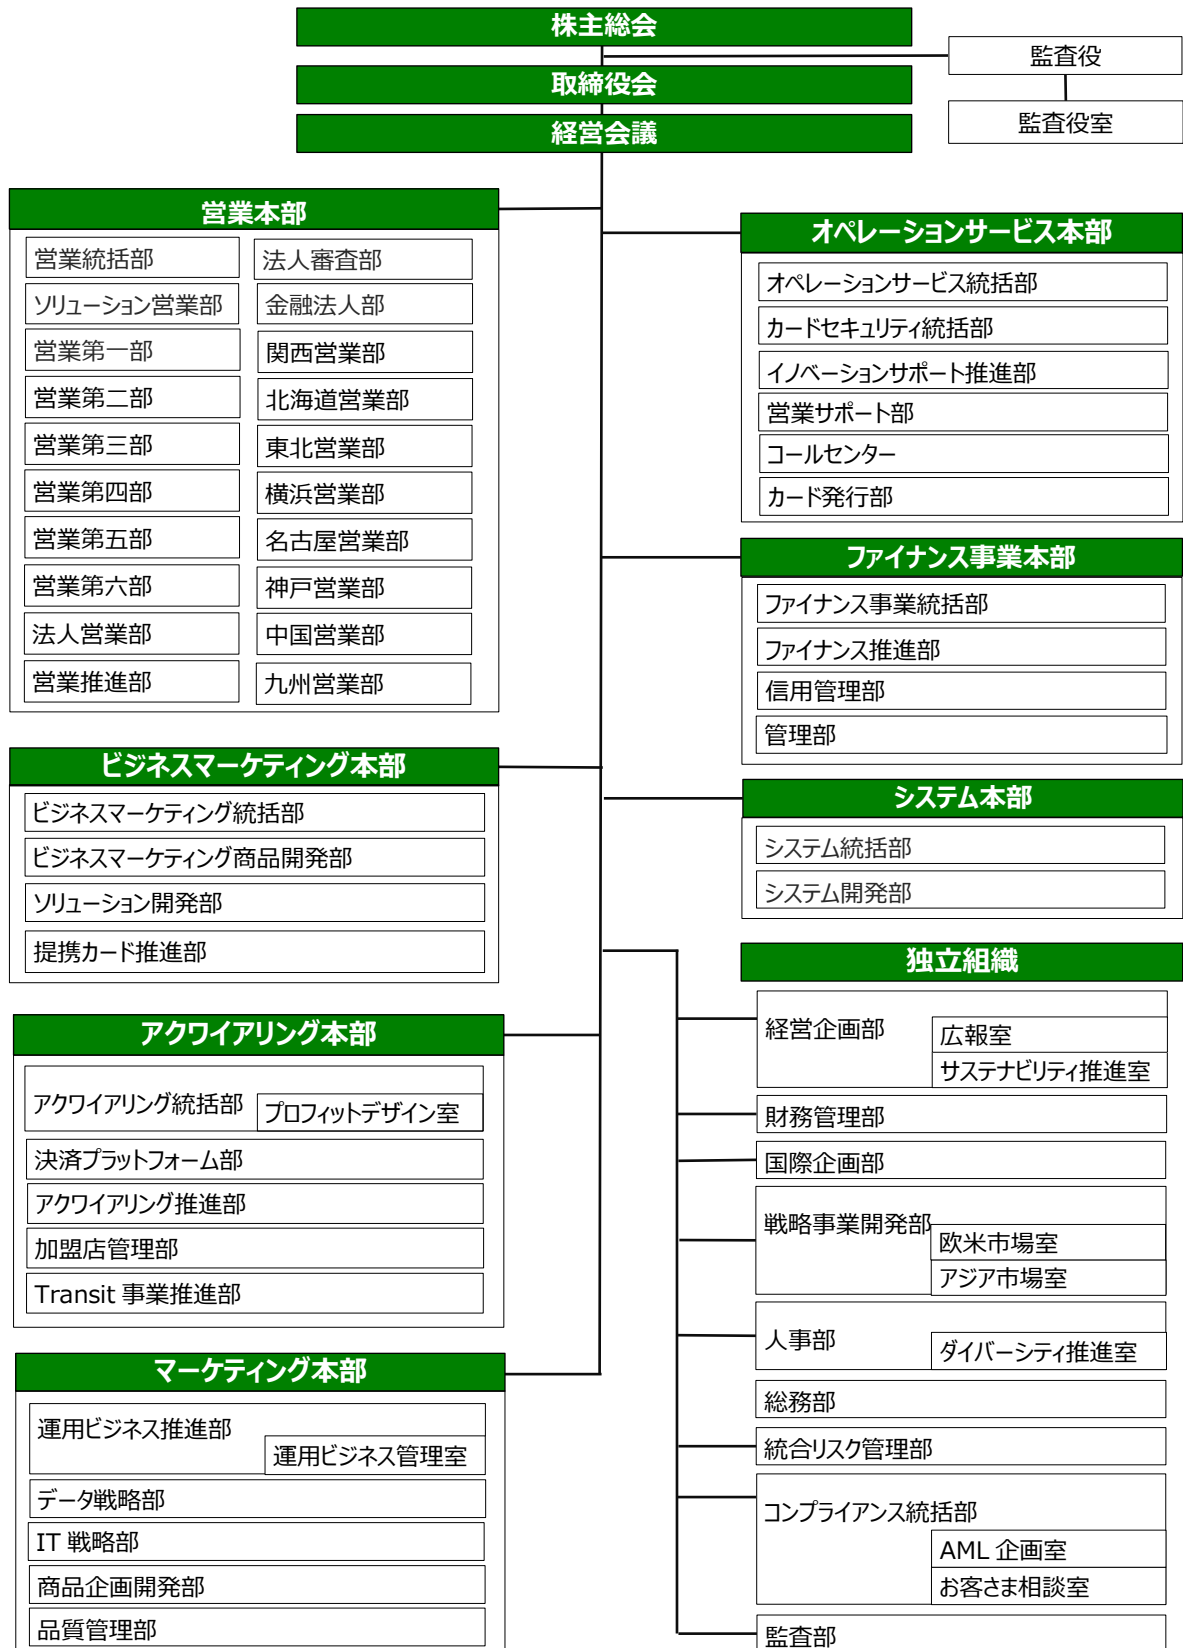 株主総会
監査役
取締役会
監査役室
経営会議
営業本部
営業統括部
法人審査部
ソリューション営業部
金融法人部
営業第一部
関西営業部
営業第二部
北海道営業部
営業第三部
東北営業部
営業第四部
横浜営業部
営業第五部
名古屋営業部
営業第六部
神戸営業部
法人営業部
中国営業部
営業推進部
九州営業部
ビジネスマーケティング本部
ビジネスマーケティング統括部
ビジネスマーケティング商品開発部
ソリューション開発部
提携カード推進部
アクワイアリング本部
アクワイアリング統括部
プロフィットデザイン室
決済プラットフォーム部
アクワイアリング推進部
加盟店管理部
Transit 事業推進部
マーケティング本部
運用ビジネス推進部
運用ビジネス管理室
データ戦略部
IT 戦略部
商品企画開発部
品質管理部
オペレーションサービス本部
オペレーションサービス統括部
カードセキュリティ統括部
イノベーションサポート推進部
営業サポート部
コールセンター
カード発行部
ファイナンス事業本部
ファイナンス事業統括部
ファイナンス推進部
信用管理部
管理部
システム本部
システム統括部
システム開発部
独立組織
経営企画部
広報室
サステナビリティ推進室
財務管理部
国際企画部
戦略事業開発部
欧米市場室
アジア市場室
人事部
ダイバーシティ推進室
総務部
統合リスク管理部
コンプライアンス統括部
AML 企画室
お客さま相談室
監査部